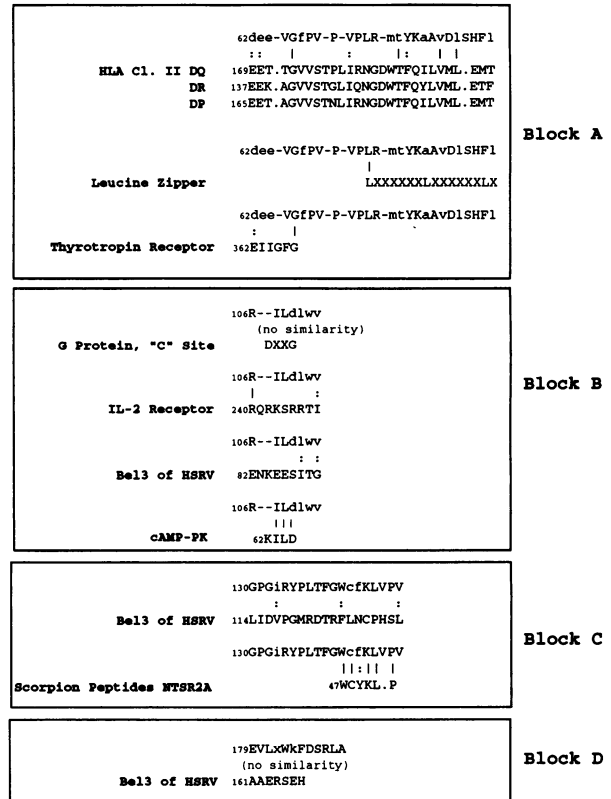 62dee-VGfPV-P-VPLR-mtYKaAvDlSHFl
:: | : |: | |
HLA Cl. II DQ 169EET.TGVVSTPLIRNGDWTFQILVML.EMT
DR 137EEK.AGVVSTGLIQNGDWTFQYLVML.ETF
DP 165EET.AGVVSTNLIRNGDWTFQILVML.EMT
Block A
62dee-VGfPV-P-VPLR-mtYKaAvDlSHFl
|
Leucine Zipper LXXXXXXLXXXXXXLX
62dee-VGfPV-P-VPLR-mtYKaAvDlSHFl
: |
Thyrotropin Receptor 362EIIGFG
106R--ILdlwv
(no similarity)
G Protein, "C" Site DXXG
106R--ILdlwv
Block B
| :
IL-2 Receptor 240RQRKSRRTI
106R--ILdlwv
: :
Bel3 of HSRV 82ENKEESITG
106R--ILdlwv
|||
cAMP-PK 62KILD
130GPGiRYPLTFGWcfKLVPV
: : :
Bel3 of HSRV 114LIDVPGMRDTRFLNCPHSL
Block C
130GPGiRYPLTFGWcfKLVPV
||:|| |
Scorpion Peptides NTSR2A 47WCYKL.P
179EVLxWkFDSRLA
Block D
(no similarity)
Bel3 of HSRV 161AAERSEH